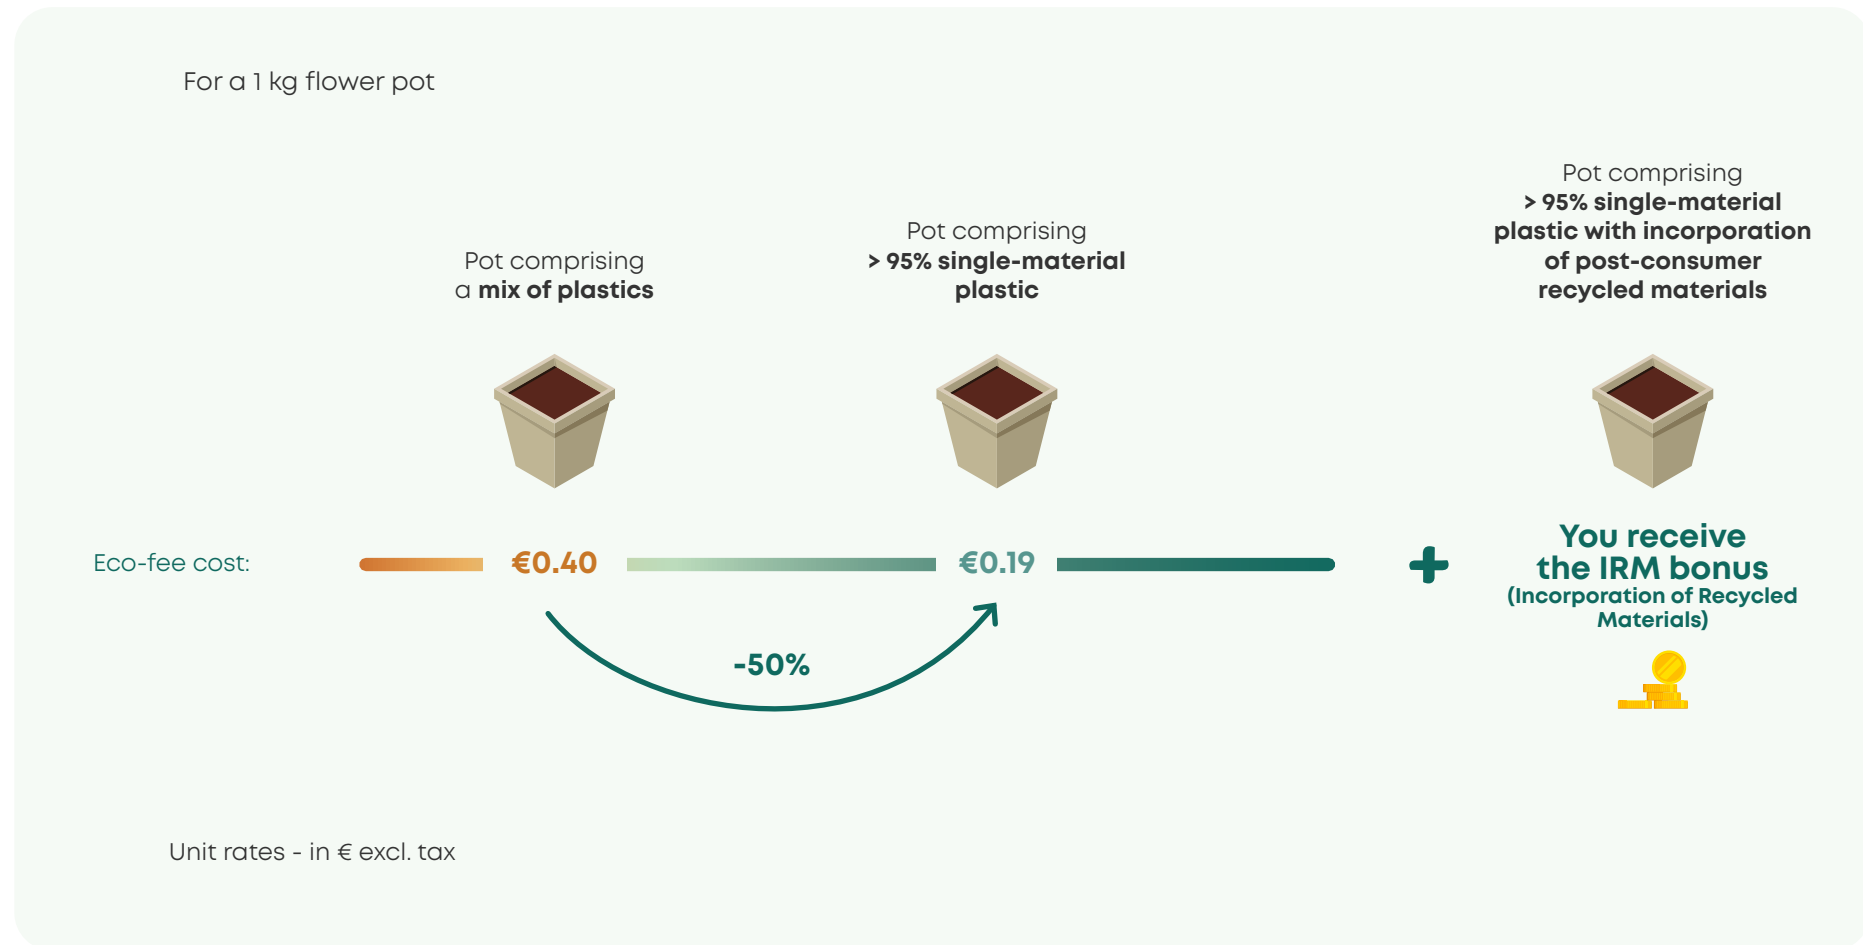 For a 1 kg flower pot
Pot comprising
a mix of plastics
Pot comprising
> 95% single-material
plastic
Pot comprising
> 95% single-material
plastic with incorporation
of post-consumer
recycled materials
Eco-fee cost:
€0.40
€0.19
-50%
You receive
the IRM bonus
(Incorporation of Recycled
Materials)
Unit rates - in € excl. tax